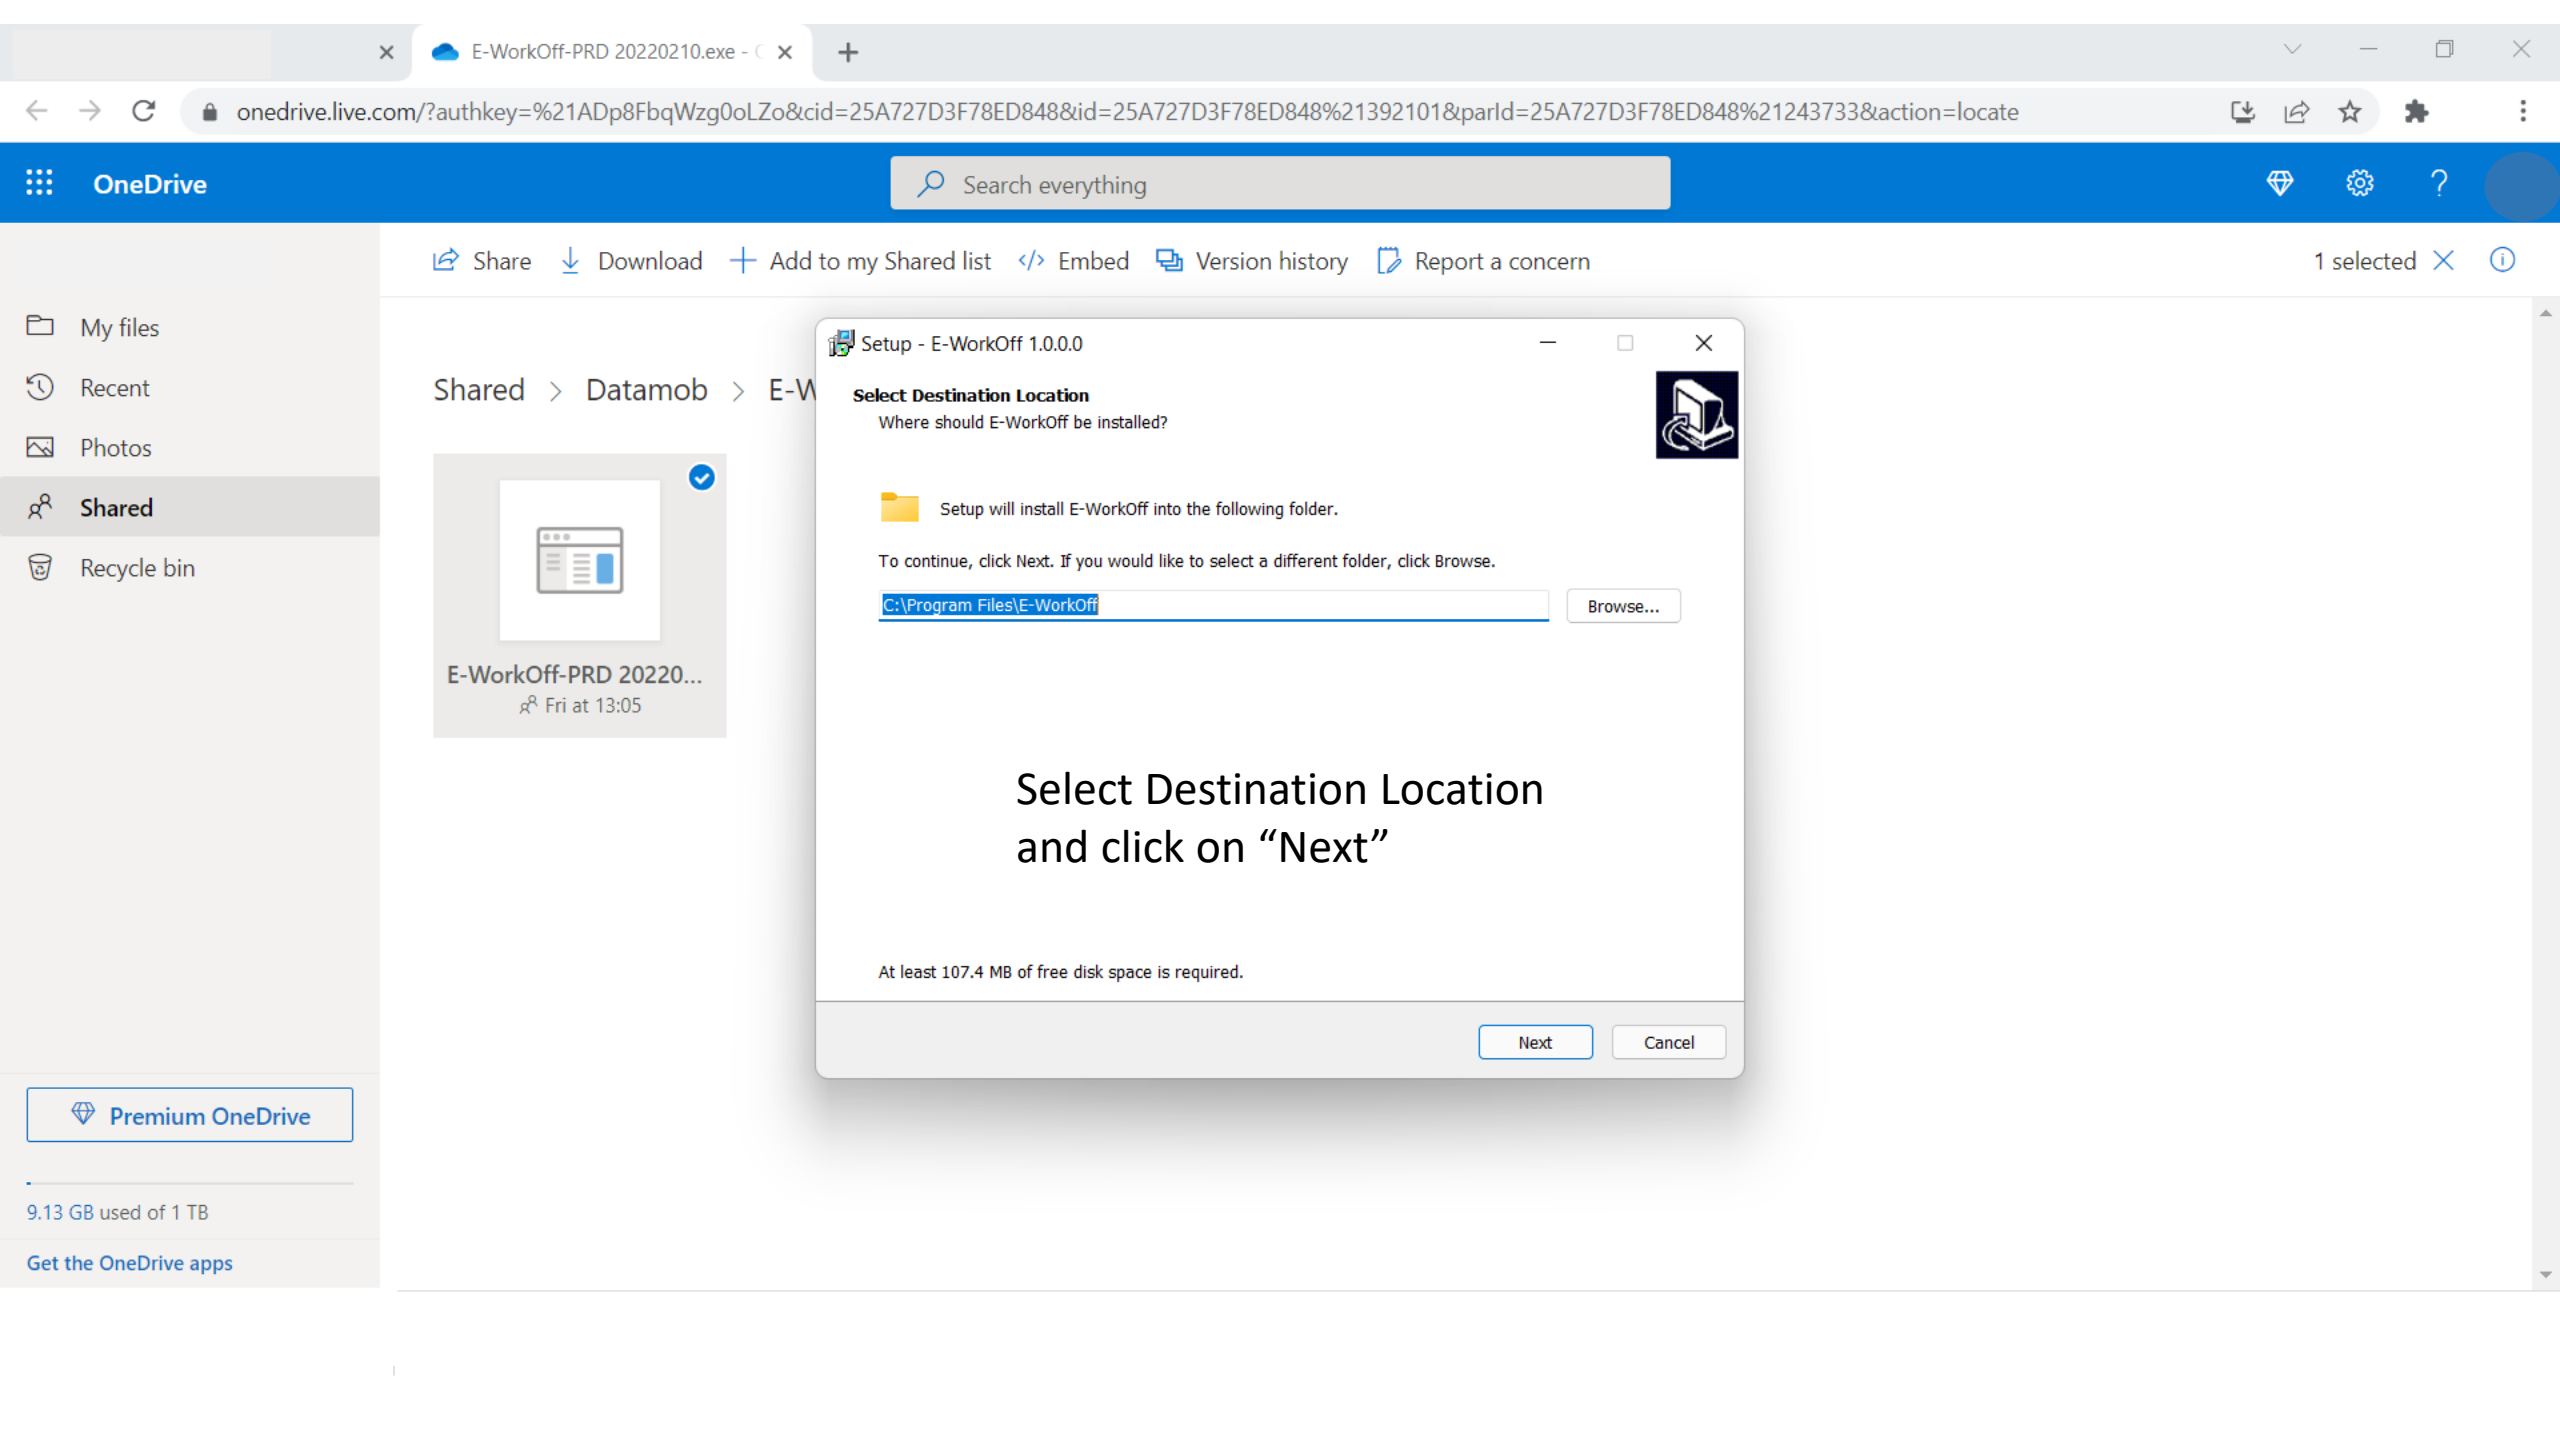 E-WorkOff-PRD 20220210.exe - 
onedrive.live.com/?authkey=%21ADp8FbqWzg0oLZo&cid=25A727D3F78ED848&id=25A727D3F78ED848%21392101&parId=25A727D3F78ED848%21243733&action=locate
OneDrive
Search everything
Share
Download
Add to my Shared list
Embed
Version history
Report a concern
1 selected
My files
Recent
Photos
Shared
Recycle bin
Shared > Datamob > E-W
E-WorkOff-PRD 20220...
Fri at 13:05
Setup - E-WorkOff 1.0.0.0
Select Destination Location
Where should E-WorkOff be installed?
Setup will install E-WorkOff into the following folder.
To continue, click Next. If you would like to select a different folder, click Browse.
C:\Program Files\E-WorkOff
Browse...
Select Destination Location
and click on “Next”
At least 107.4 MB of free disk space is required.
Next
Cancel
Premium OneDrive
9.13 GB used of 1 TB
Get the OneDrive apps